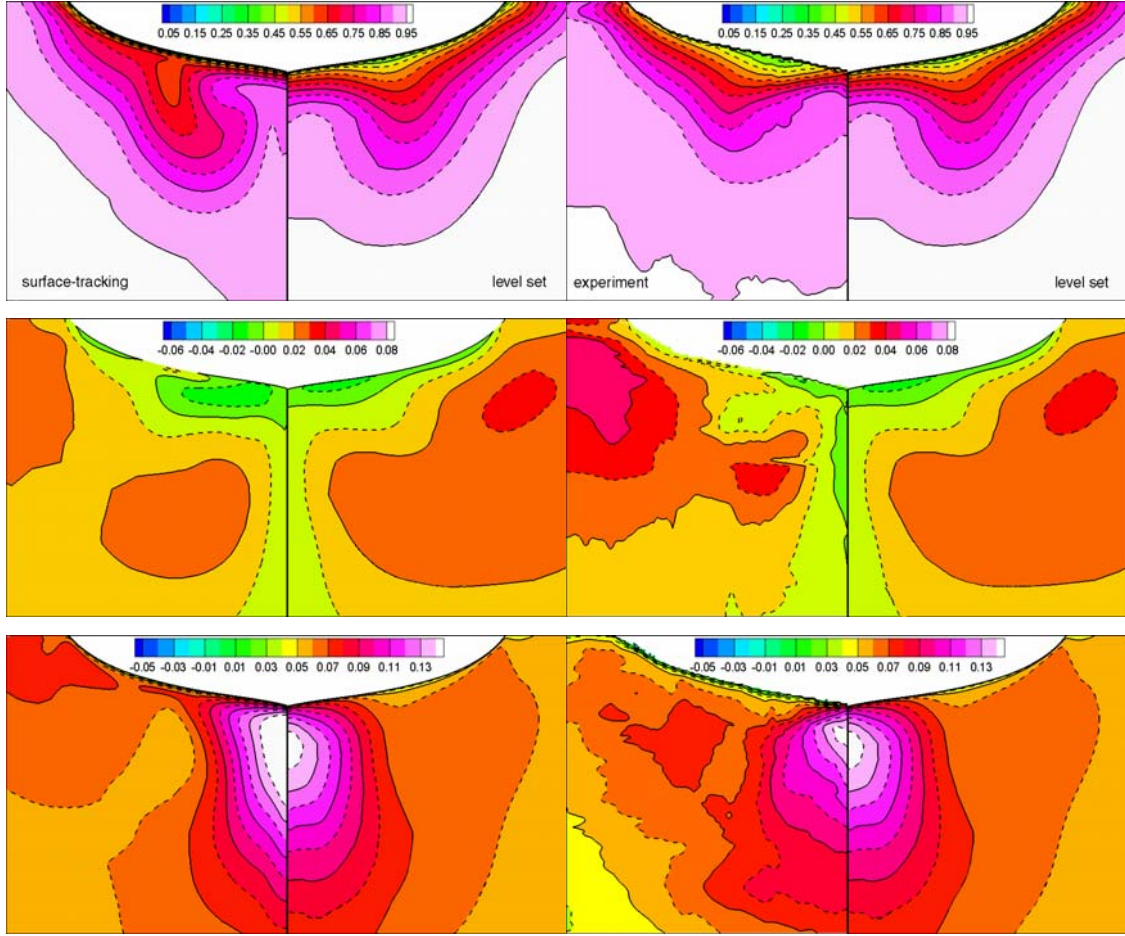 0.05 0.15 0.25 0.35 0.45 0.55 0.65 0.75 0.85 0.95
0.05 0.15 0.25 0.35 0.45 0.55 0.65 0.75 0.85 0.95
surface-tracking
level set
experiment
level set
-0.06 -0.04 -0.02 -0.00 0.02 0.04 0.06 0.08
-0.06 -0.04 -0.02 0.00 0.02 0.04 0.06 0.08
-0.05 -0.03 -0.01 0.01 0.03 0.05 0.07 0.09 0.11 0.13
-0.05 -0.03 -0.01 0.01 0.03 0.05 0.07 0.09 0.11 0.13